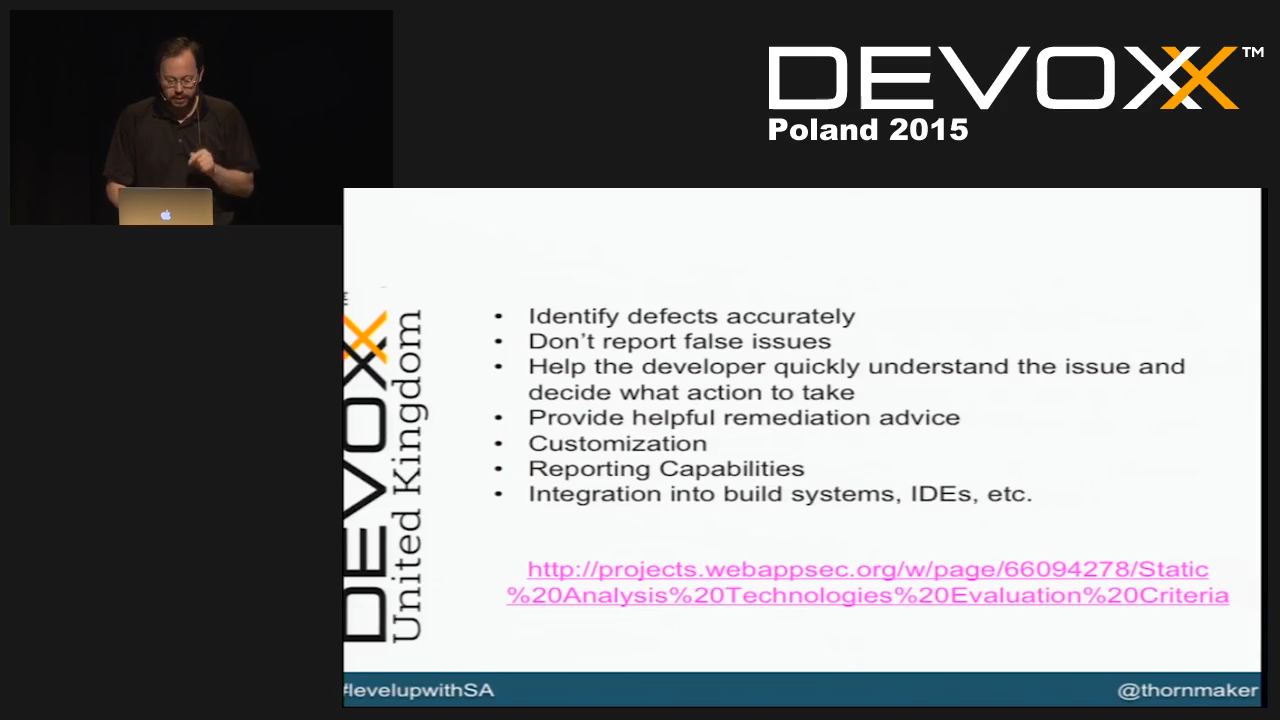 DEVOXX™
Poland 2015
• Identify defects accurately
• Don't report false issues
• Help the developer quickly understand the issue and
decide what action to take
• Provide helpful remediation advice
• Customization
• Reporting Capabilities
• Integration into build systems, IDEs, etc.
http://projects.webappsec.org/w/page/66094278/Static
%20Analysis%20Technologies%20Evaluation%20Criteria
DEVOXX
United Kingdom
#levelupwithSA
@thornmaker